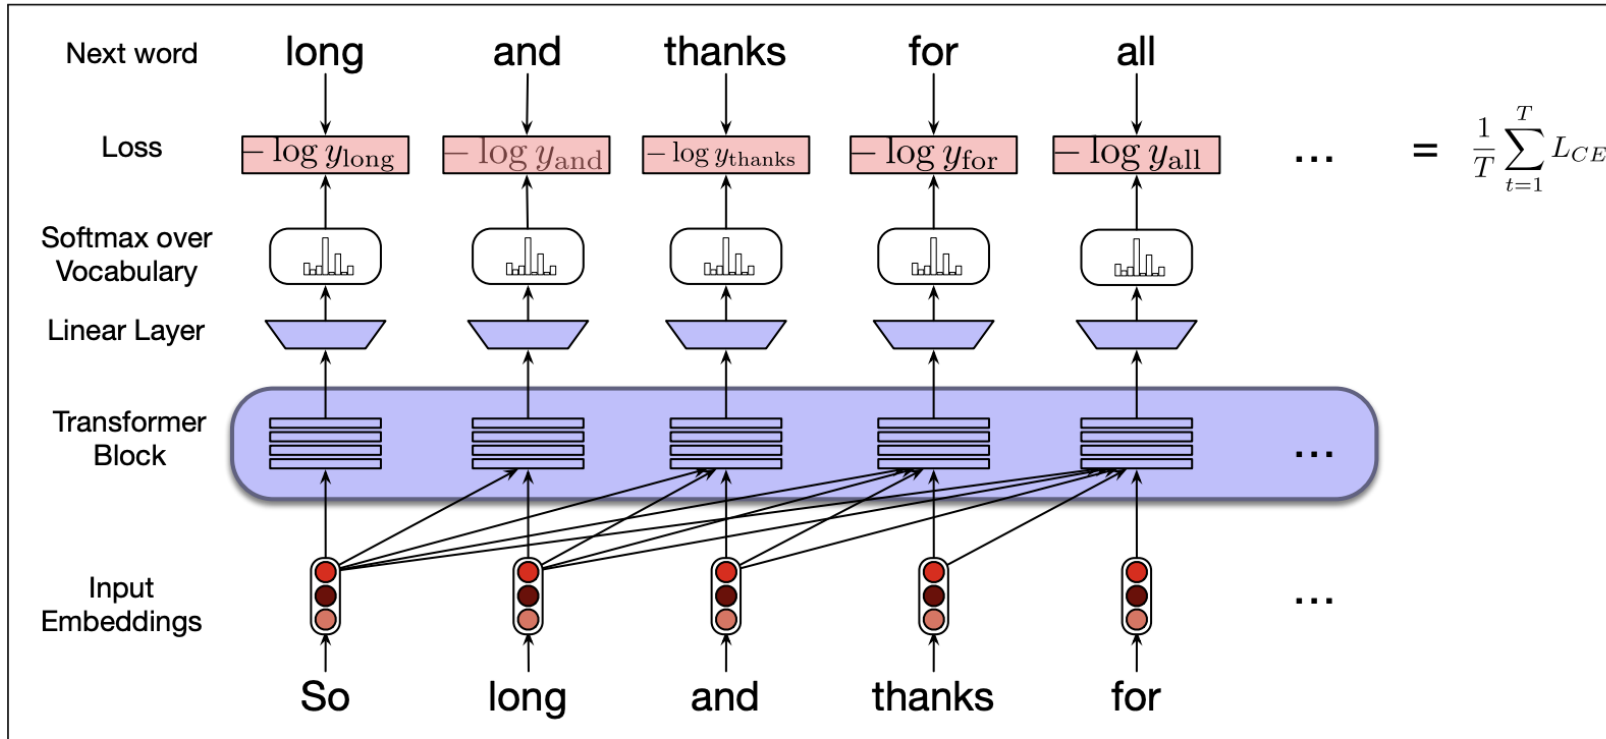 Next word long and thanks for all
Loss − log y_long − log y_and − log y_thanks − log y_for − log y_all ... = 1/T ∑_{t=1}^{T} L_CE
Softmax over
Vocabulary
Linear Layer
Transformer
Block ...
Input
Embeddings ...
So long and thanks for